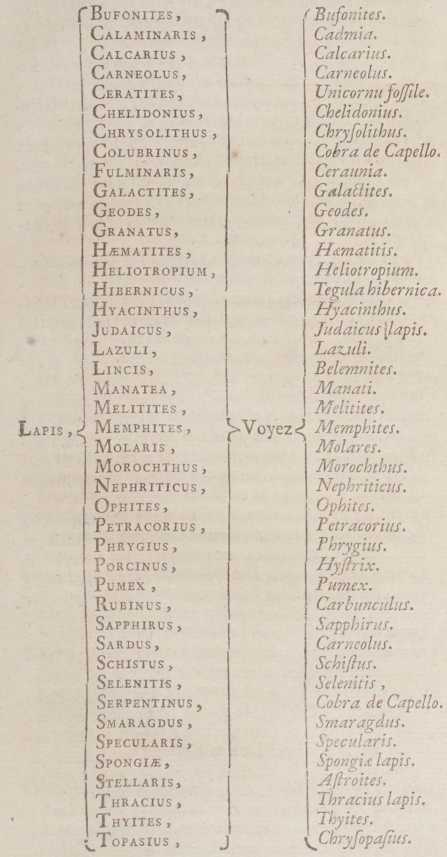 BUFONITES, Bufonites.
CALAMINARIS, Cadmia.
CALCARIUS, Calcarius.
CARNEOLUS, Carneolus.
CERATITES, Unicornu foſſile.
CHELIDONIUS, Chelidonius.
CHRYSOLITHUS, Chryſolithus.
COLUBRINUS, Cobra de Capello.
FULMINARIS, Ceraunia.
GALACTITES, Galactites.
GEODES, Geodes.
GRANATUS, Granatus.
HÆMATITES, Hæmatitis.
HELIOTROPIUM, Heliotropium.
HIBERNICUS, Tegula hibernica.
HYACINTHUS, Hyacinthus.
JUDAICUS, Judaicus lapis.
LAZULI, Lazuli.
LINCIS, Belemnites.
MANATEA, Manati.
MELITITES, Melitites.
LAPIS, MEMPHITES, Voyez Memphites.
MOLARIS, Molares.
MOROCHTHUS, Morochthus.
NEPHRITICUS, Nephriticus.
OPHITES, Ophites.
PETRACORIUS, Petracorius.
PHRYGIUS, Phrygius.
PORCINUS, Hyſtrix.
PUMEX, Pumex.
RUBINUS, Carbunculus.
SAPPHIRUS, Sapphirus.
SARDUS, Carneolus.
SCHISTUS, Schiſtus.
SELENITIS, Selenitis,
SERPENTINUS, Cobra de Capello.
SMARAGDUS, Smaragdus.
SPECULARIS, Specularis.
SPONGIÆ, Spongiæ lapis.
STELLARIS, Aſtroites.
THRACIUS, Thracius lapis.
THYITES, Thyites.
TOPASIUS, Chryſopaſius.